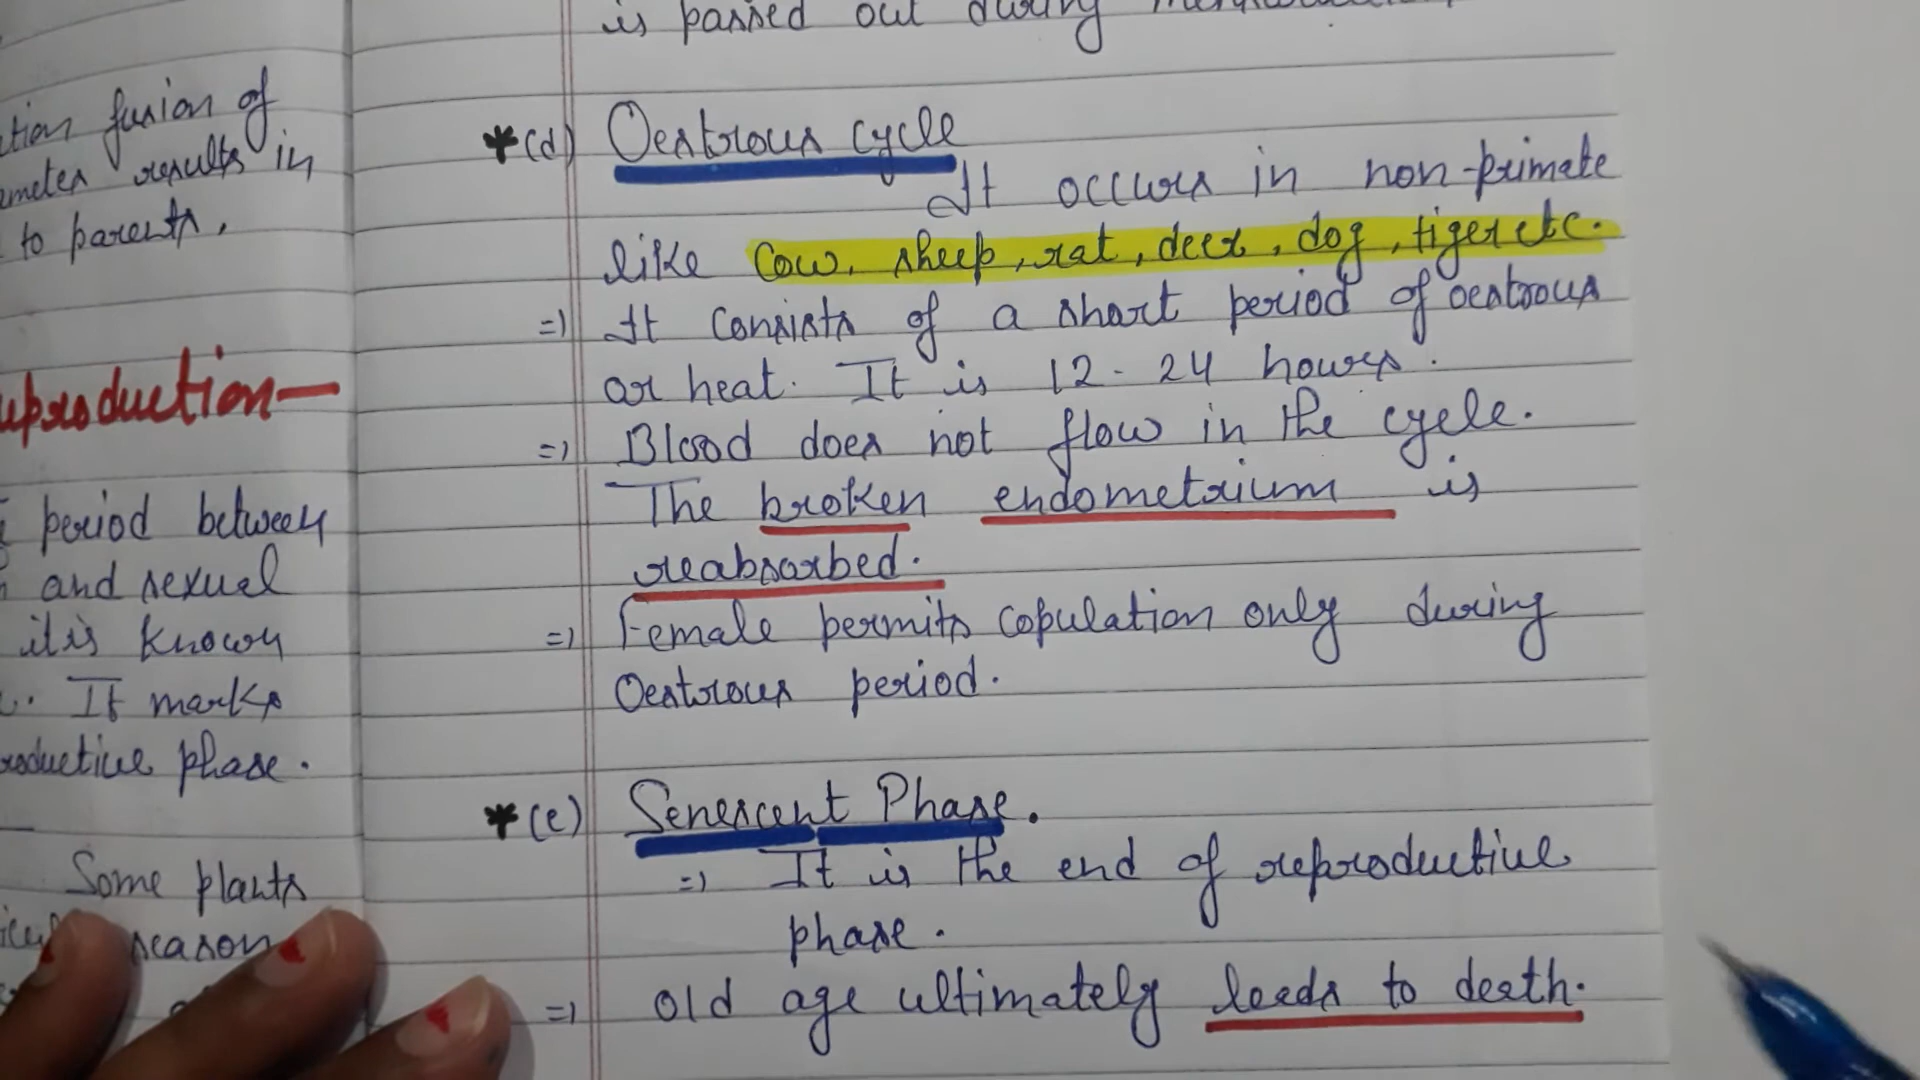 tion fusion of
results in
to parents.
reproduction-
period between
and sexual
it is known
It marks
phase.
Some plants
season
is passed out during
*(d) Oestrous cycle
It occurs in non-primate
like Cow, sheep, rat, deer, dog, tiger etc.
=) It consists of a short period of oestrous
or heat. It is 12-24 hours.
=) Blood does not flow in the cycle.
The broken endometrium is
reabsorbed.
=) Female permits copulation only during
Oestrous period.
*(e) Senescent Phase.
=) It is the end of reproductive
phase.
=) old age ultimately leads to death.